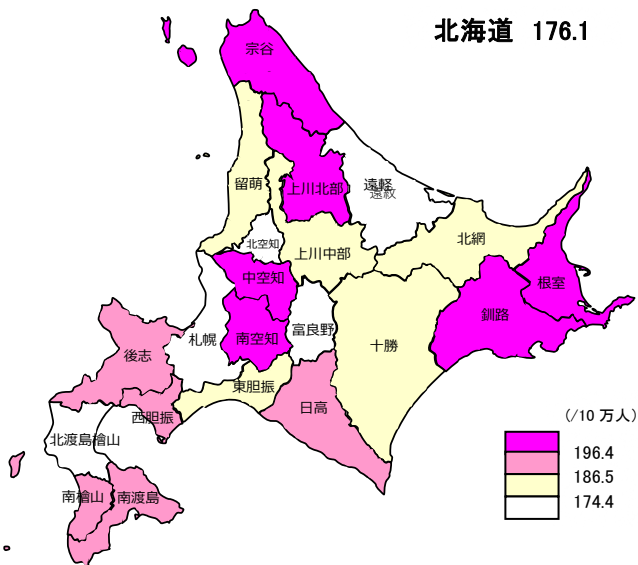 北海道 176.1
宗谷
留萌
上川北部
遠軽
遠紋
北空知
上川中部
北網
中空知
根室
札幌
南空知
富良野
釧路
後志
十勝
東胆振
西胆振
日高
北渡島檜山
南檜山
南渡島
(/10 万人)
196.4
186.5
174.4